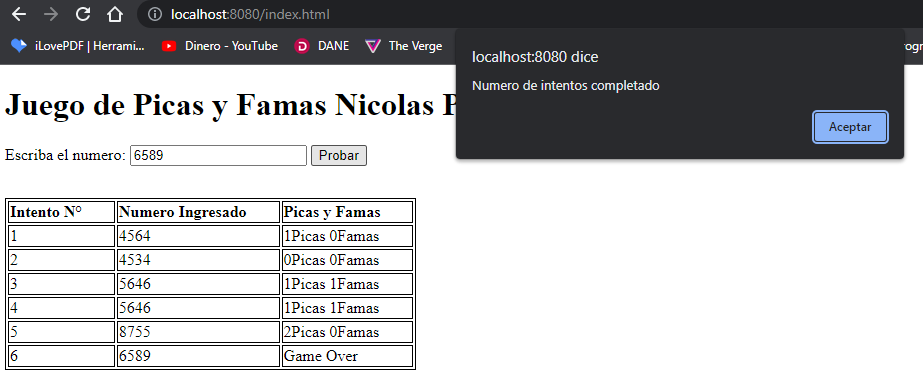 localhost:8080/index.html
iLovePDF | Herrami... Dinero - YouTube DANE The Verge
localhost:8080 dice
Numero de intentos completado
Aceptar
Juego de Picas y Famas Nicolas
Escriba el numero: 6589 Probar
Intento N° Numero Ingresado Picas y Famas
1 4564 1Picas 0Famas
2 4534 0Picas 0Famas
3 5646 1Picas 1Famas
4 5646 1Picas 1Famas
5 8755 2Picas 0Famas
6 6589 Game Over